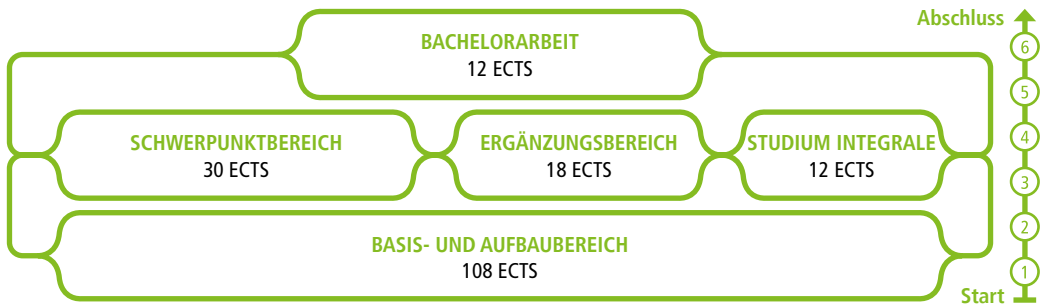 Abschluss
BACHELORARBEIT
12 ECTS
6
5
SCHWERPUNKTBEREICH
30 ECTS
ERGÄNZUNGSBEREICH
18 ECTS
STUDIUM INTEGRALE
12 ECTS
4
3
BASIS- UND AUFBAUBEREICH
108 ECTS
2
1
Start